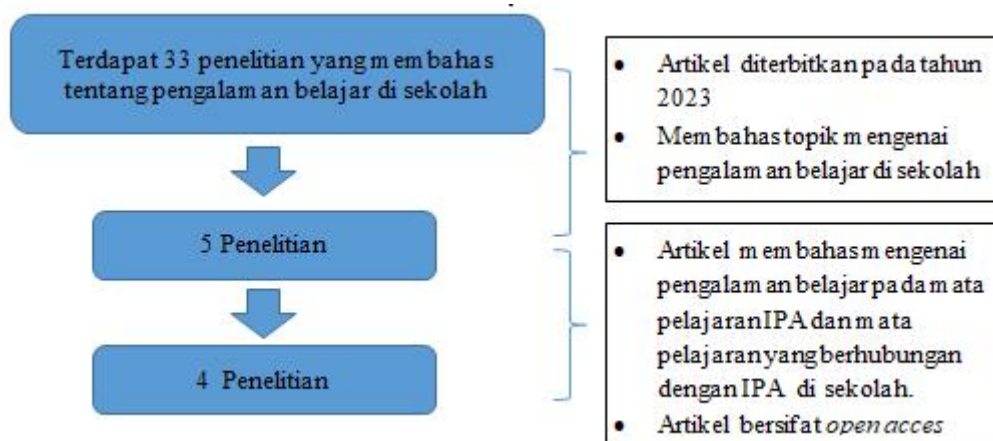 Terdapat 33 penelitian yang membahas
tentang pengalaman belajar di sekolah
• Artikel diterbitkan pada tahun
2023
• Membahas topik mengenai
pengalaman belajar di sekolah
5 Penelitian
4 Penelitian
• Artikel membahas mengenai
pengalaman belajar pada mata
pelajaran IPA dan mata
pelajaran yang berhubungan
dengan IPA di sekolah.
• Artikel bersifat open acces